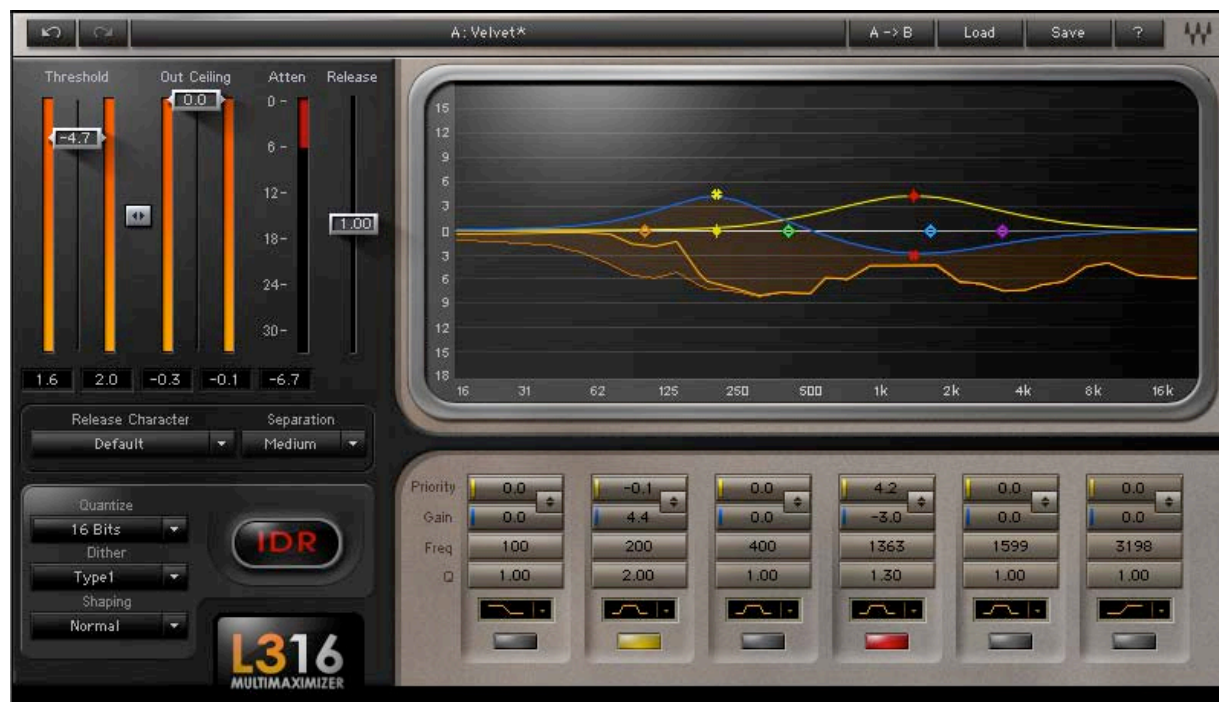 A: Velvet*
A -> B
Load
Save
?
Threshold
Out Ceiling
Atten
Release
0.0
-4.7
1.00
0 -
6 -
12-
18-
24-
30-
1.6
2.0
-0.3
-0.1
-6.7
15
12
9
6
3
0
3
6
9
12
15
18
16 31 62 125 250 500 1k 2k 4k 8k 16k
Release Character
Separation
Default
Medium
Quantize
16 Bits
Dither
Type1
Shaping
Normal
IDR
L316
MULTIMAXIMIZER
Priority 0.0 -0.1 0.0 4.2 0.0 0.0
Gain 0.0 4.4 0.0 -3.0 0.0 0.0
Freq 100 200 400 1363 1599 3198
Q 1.00 2.00 1.00 1.30 1.00 1.00